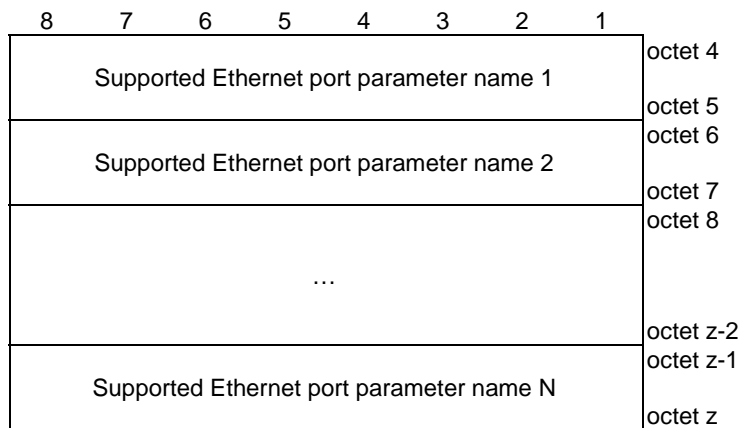 8 7 6 5 4 3 2 1
octet 4
Supported Ethernet port parameter name 1
octet 5
octet 6
Supported Ethernet port parameter name 2
octet 7
octet 8
…
octet z-2
octet z-1
Supported Ethernet port parameter name N
octet z